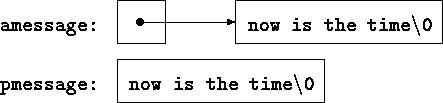 amessage: now is the time\0
pmessage: now is the time\0